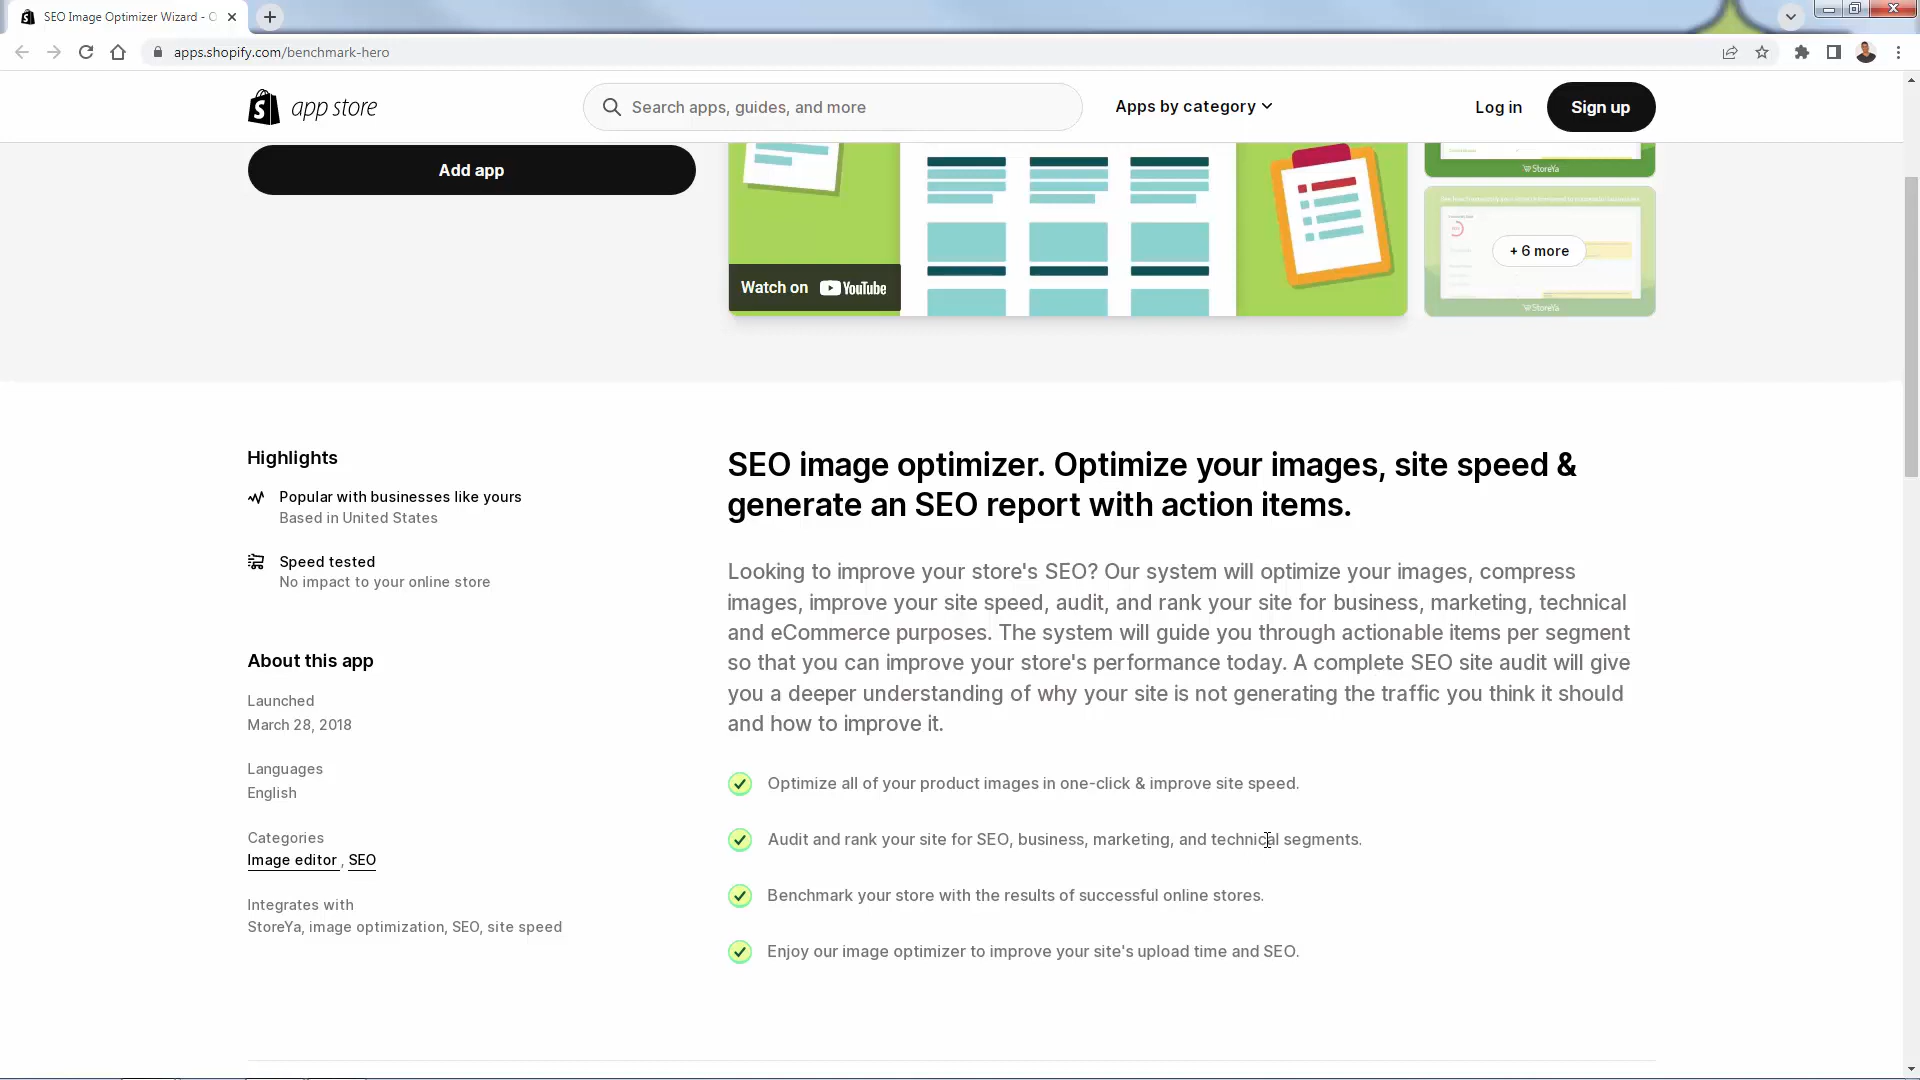 SEO Image Optimizer Wizard - O
apps.shopify.com/benchmark-hero
app store
Search apps, guides, and more
Apps by category
Log in
Sign up
Add app
Watch on YouTube
StoreYa
+ 6 more
StoreYa
Highlights
Popular with businesses like yours
Based in United States
Speed tested
No impact to your online store
About this app
Launched
March 28, 2018
Languages
English
Categories
Image editor , SEO
Integrates with
StoreYa, image optimization, SEO, site speed
SEO image optimizer. Optimize your images, site speed &
generate an SEO report with action items.
Looking to improve your store's SEO? Our system will optimize your images, compress
images, improve your site speed, audit, and rank your site for business, marketing, technical
and eCommerce purposes. The system will guide you through actionable items per segment
so that you can improve your store's performance today. A complete SEO site audit will give
you a deeper understanding of why your site is not generating the traffic you think it should
and how to improve it.
Optimize all of your product images in one-click & improve site speed.
Audit and rank your site for SEO, business, marketing, and technical segments.
Benchmark your store with the results of successful online stores.
Enjoy our image optimizer to improve your site's upload time and SEO.